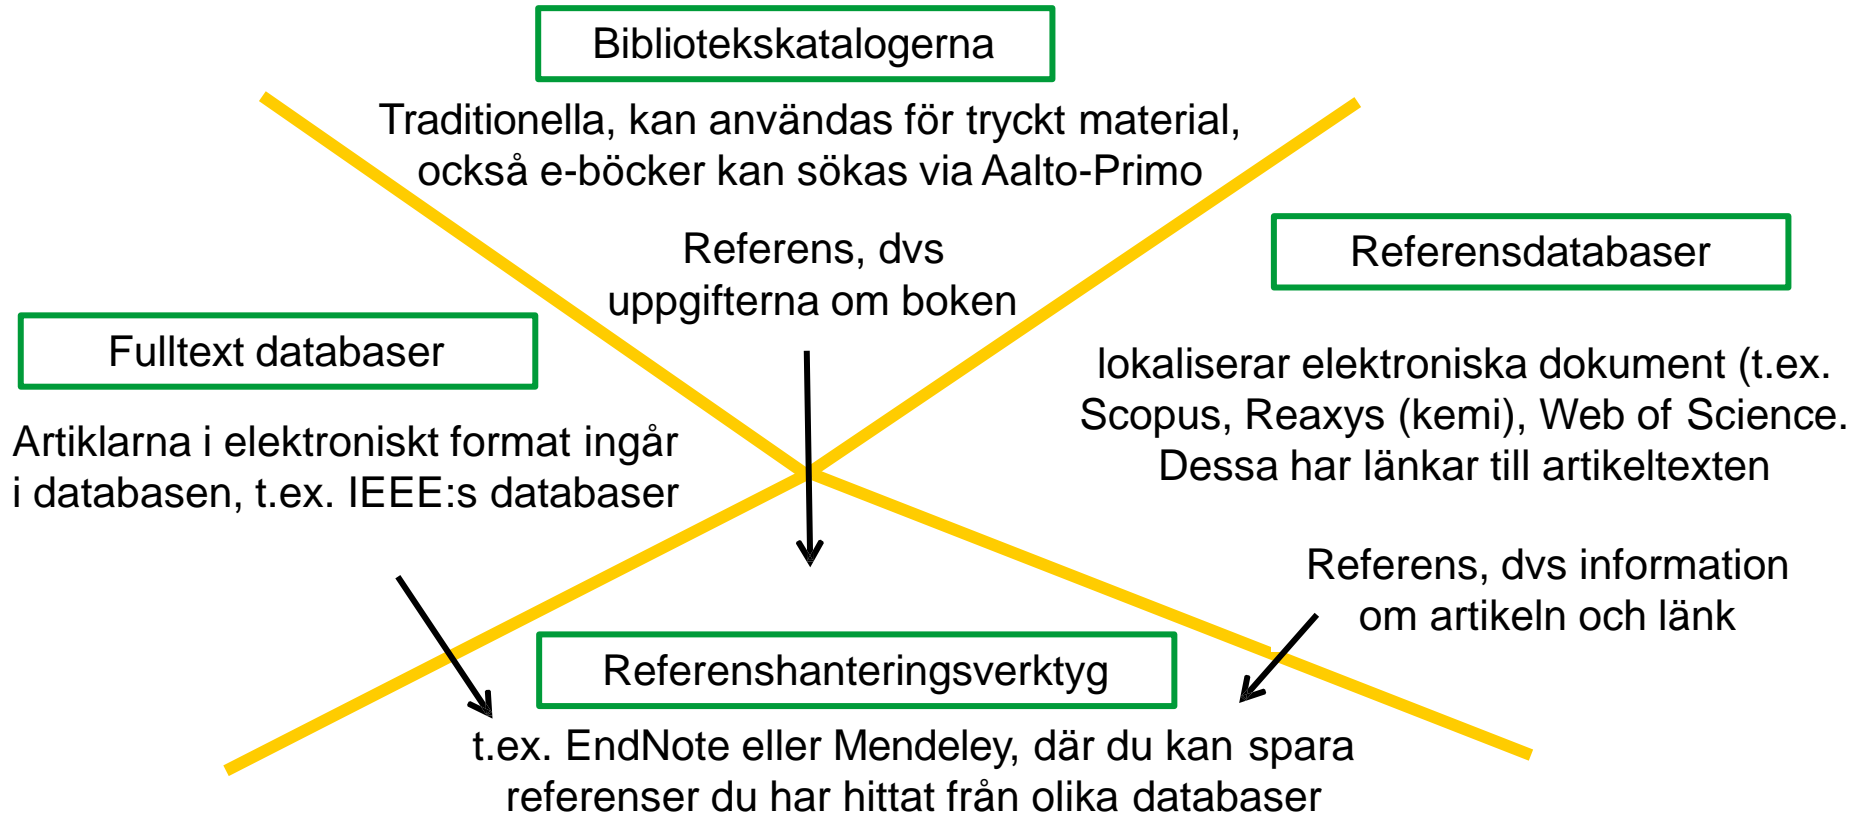 Bibliotekskatalogerna
Traditionella, kan användas för tryckt material,
också e-böcker kan sökas via Aalto-Primo
Referens, dvs
uppgifterna om boken
Referensdatabaser
lokaliserar elektroniska dokument (t.ex.
Scopus, Reaxys (kemi), Web of Science.
Dessa har länkar till artikeltexten
Referens, dvs information
om artikeln och länk
Fulltext databaser
Artiklarna i elektroniskt format ingår
i databasen, t.ex. IEEE:s databaser
Referenshanteringsverktyg
t.ex. EndNote eller Mendeley, där du kan spara
referenser du har hittat från olika databaser